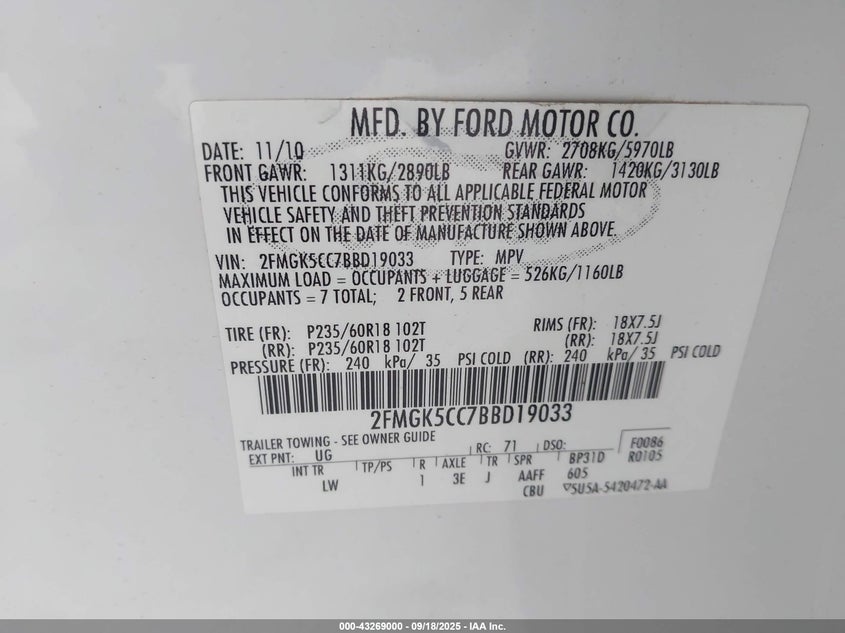 MFD. BY FORD MOTOR CO.
DATE: 11/10 GVWR: 2708KG/5970LB
FRONT GAWR: 1311KG/2890LB REAR GAWR: 1420KG/3130LB
THIS VEHICLE CONFORMS TO ALL APPLICABLE FEDERAL MOTOR
VEHICLE SAFETY AND THEFT PREVENTION STANDARDS
IN EFFECT ON THE DATE OF MANUFACTURE SHOWN ABOVE.
VIN: 2FMGK5CC7BBD19033 TYPE: MPV
MAXIMUM LOAD = OCCUPANTS + LUGGAGE = 526KG/1160LB
OCCUPANTS = 7 TOTAL; 2 FRONT, 5 REAR
TIRE (FR): P235/60R18 102T RIMS (FR): 18X7.5J
(RR): P235/60R18 102T (RR): 18X7.5J
PRESSURE (FR): 240 kPa/ 35 PSI COLD (RR): 240 kPa/ 35 PSI COLD
2FMGK5CC7BBD19033
TRAILER TOWING - SEE OWNER GUIDE
EXT PNT: UG RC: 71 DSO: F0086
INT TR TP/PS R AXLE TR SPR BP31D R0105
LW 1 3E J AAFF 605
CBU 5U5A-5420472-AA
000-43269000 - 09/18/2025 - IAA Inc.